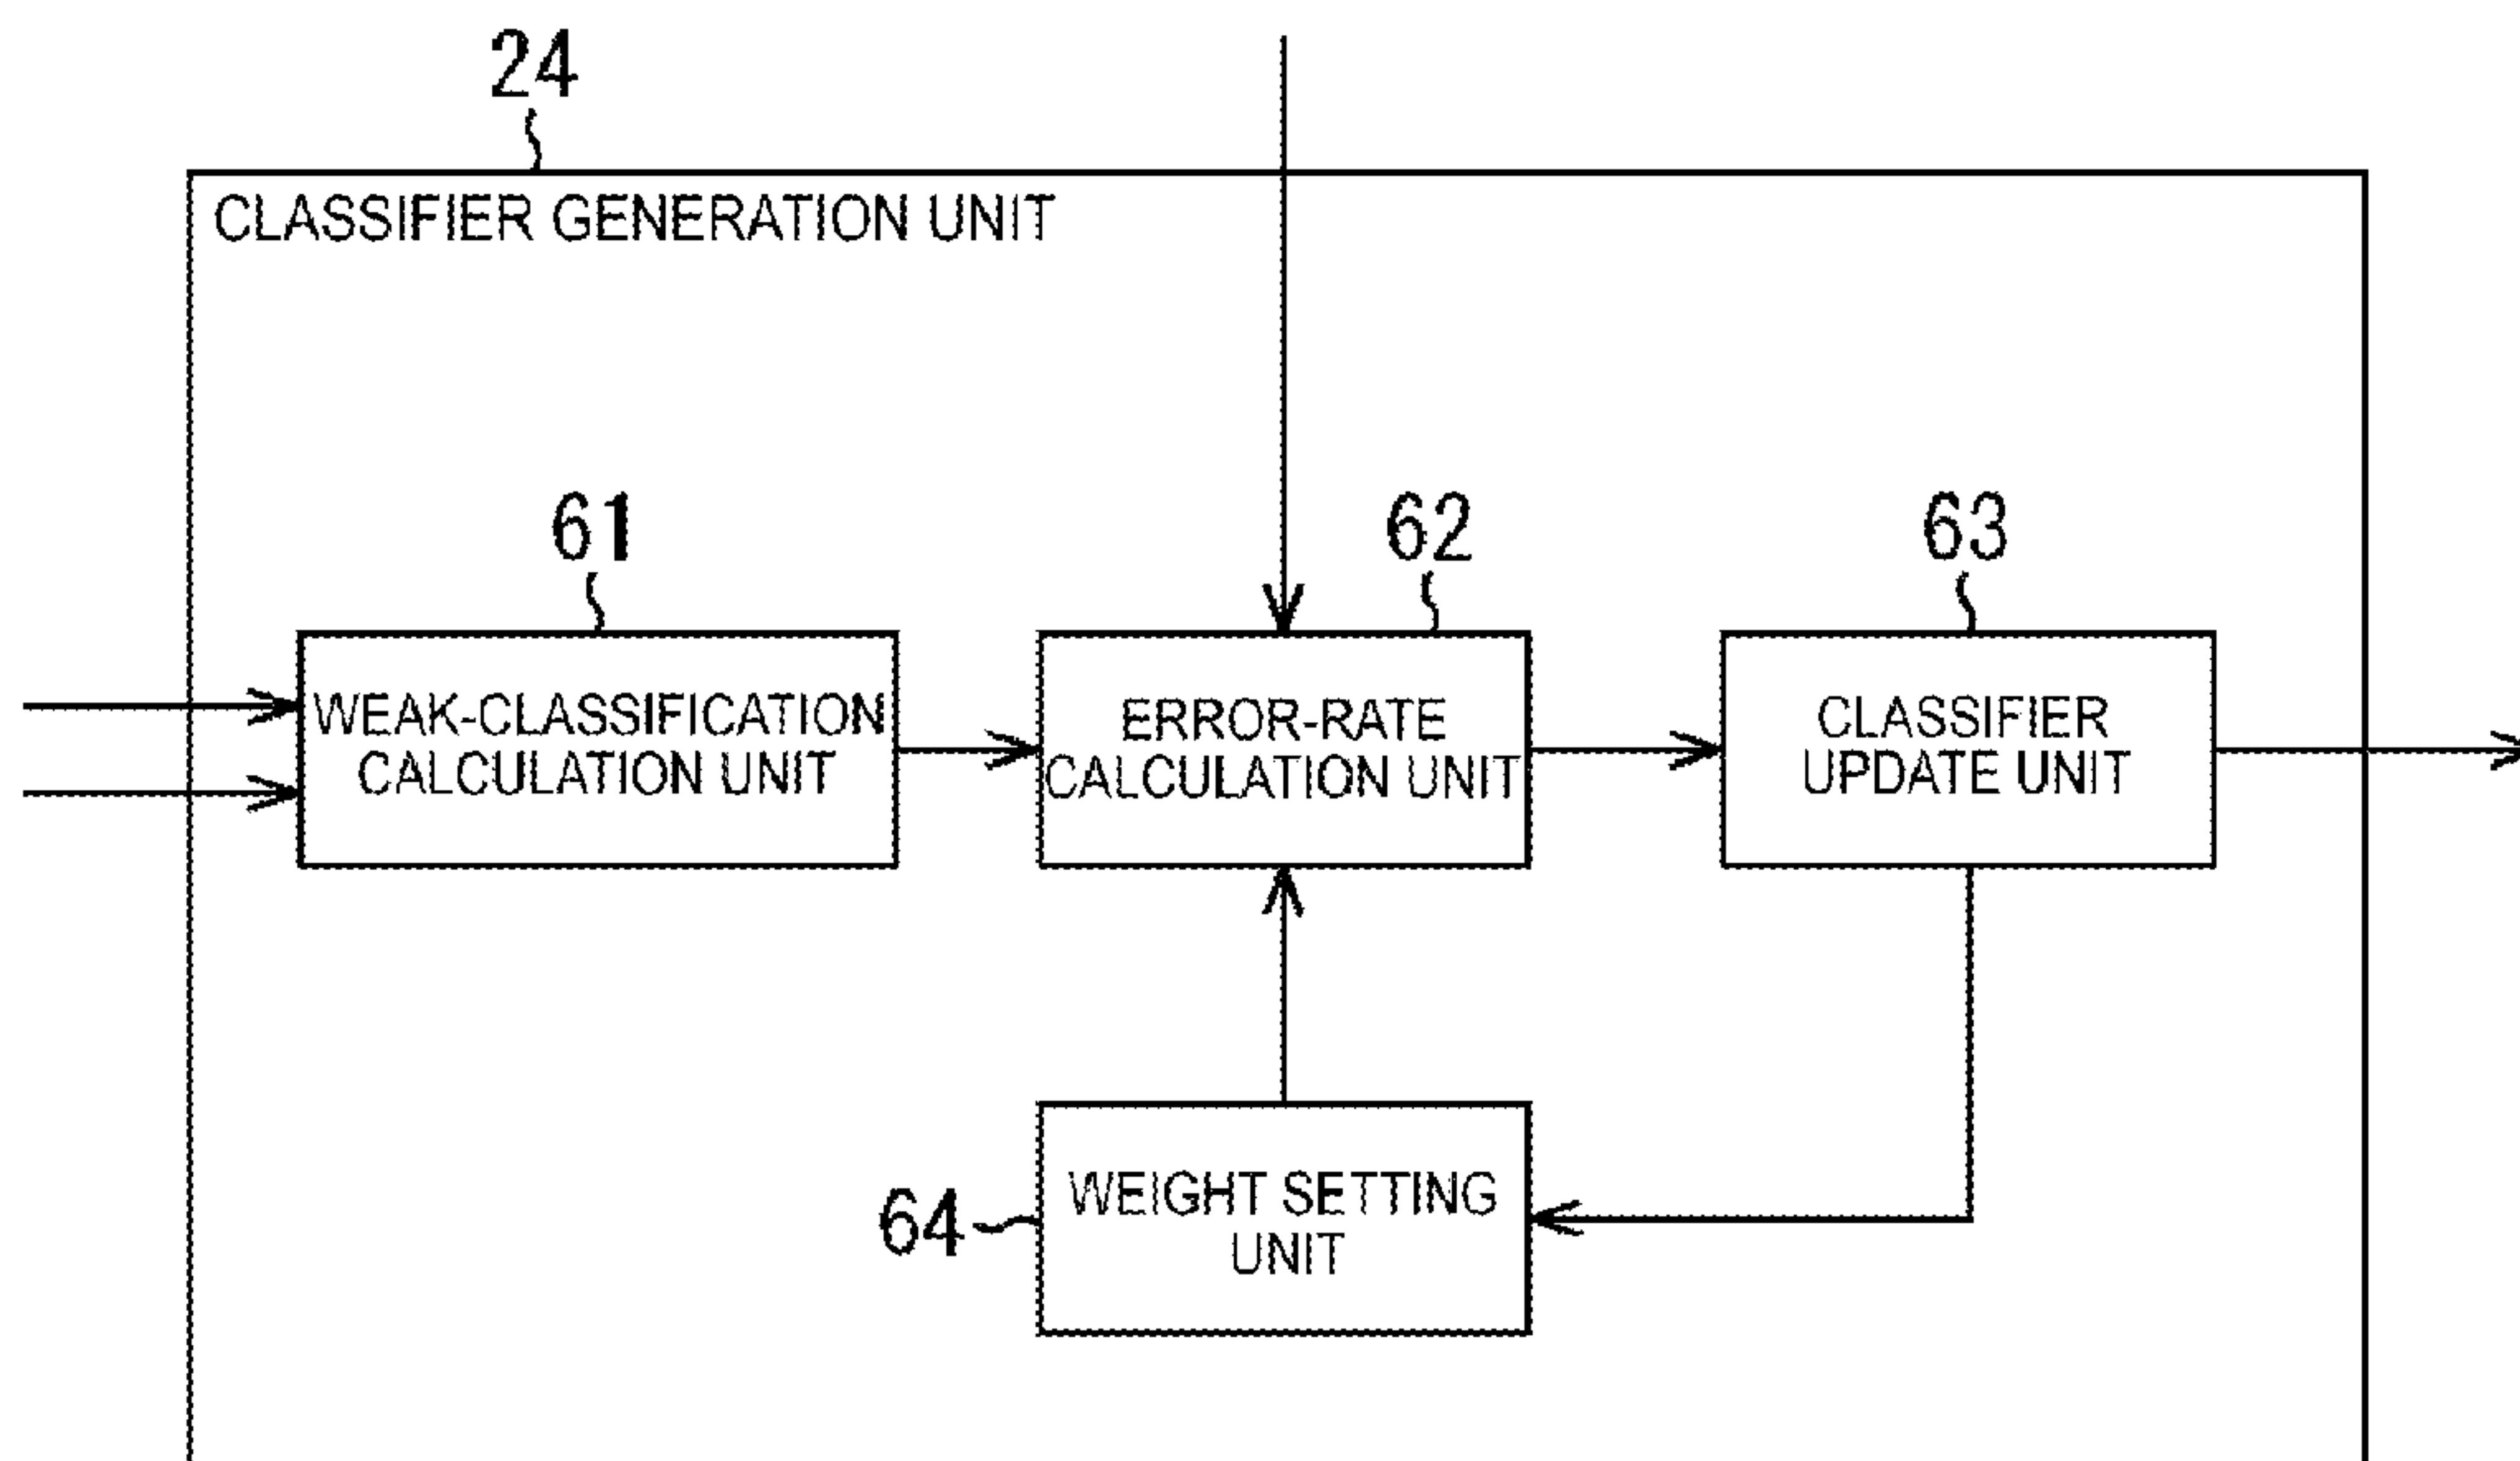 24
CLASSIFIER GENERATION UNIT
61
62
63
WEAK-CLASSIFICATION
CALCULATION UNIT
ERROR-RATE
CALCULATION UNIT
CLASSIFIER
UPDATE UNIT
64
WEIGHT SETTING
UNIT